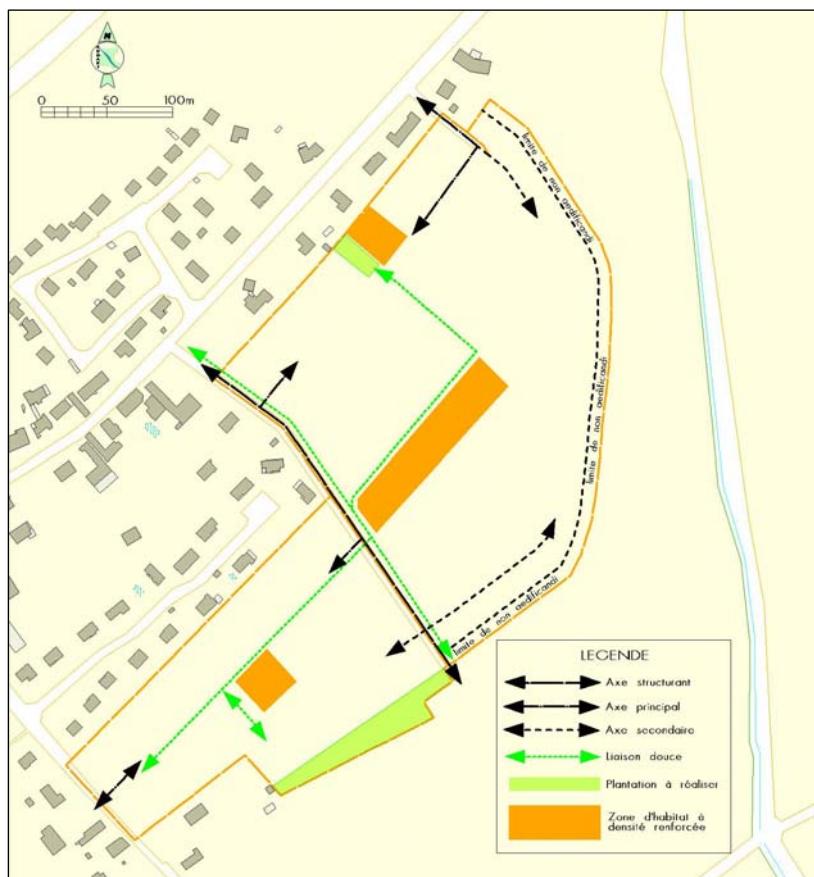 N
0 50 100m
limite de non aedificandi
limite de non aedificandi
limite de non aedificandi
LEGENDE
Axe structurant
Axe principal
Axe secondaire
Liaison douce
Plantation à réaliser
Zone d'habitat à
densité renforcée